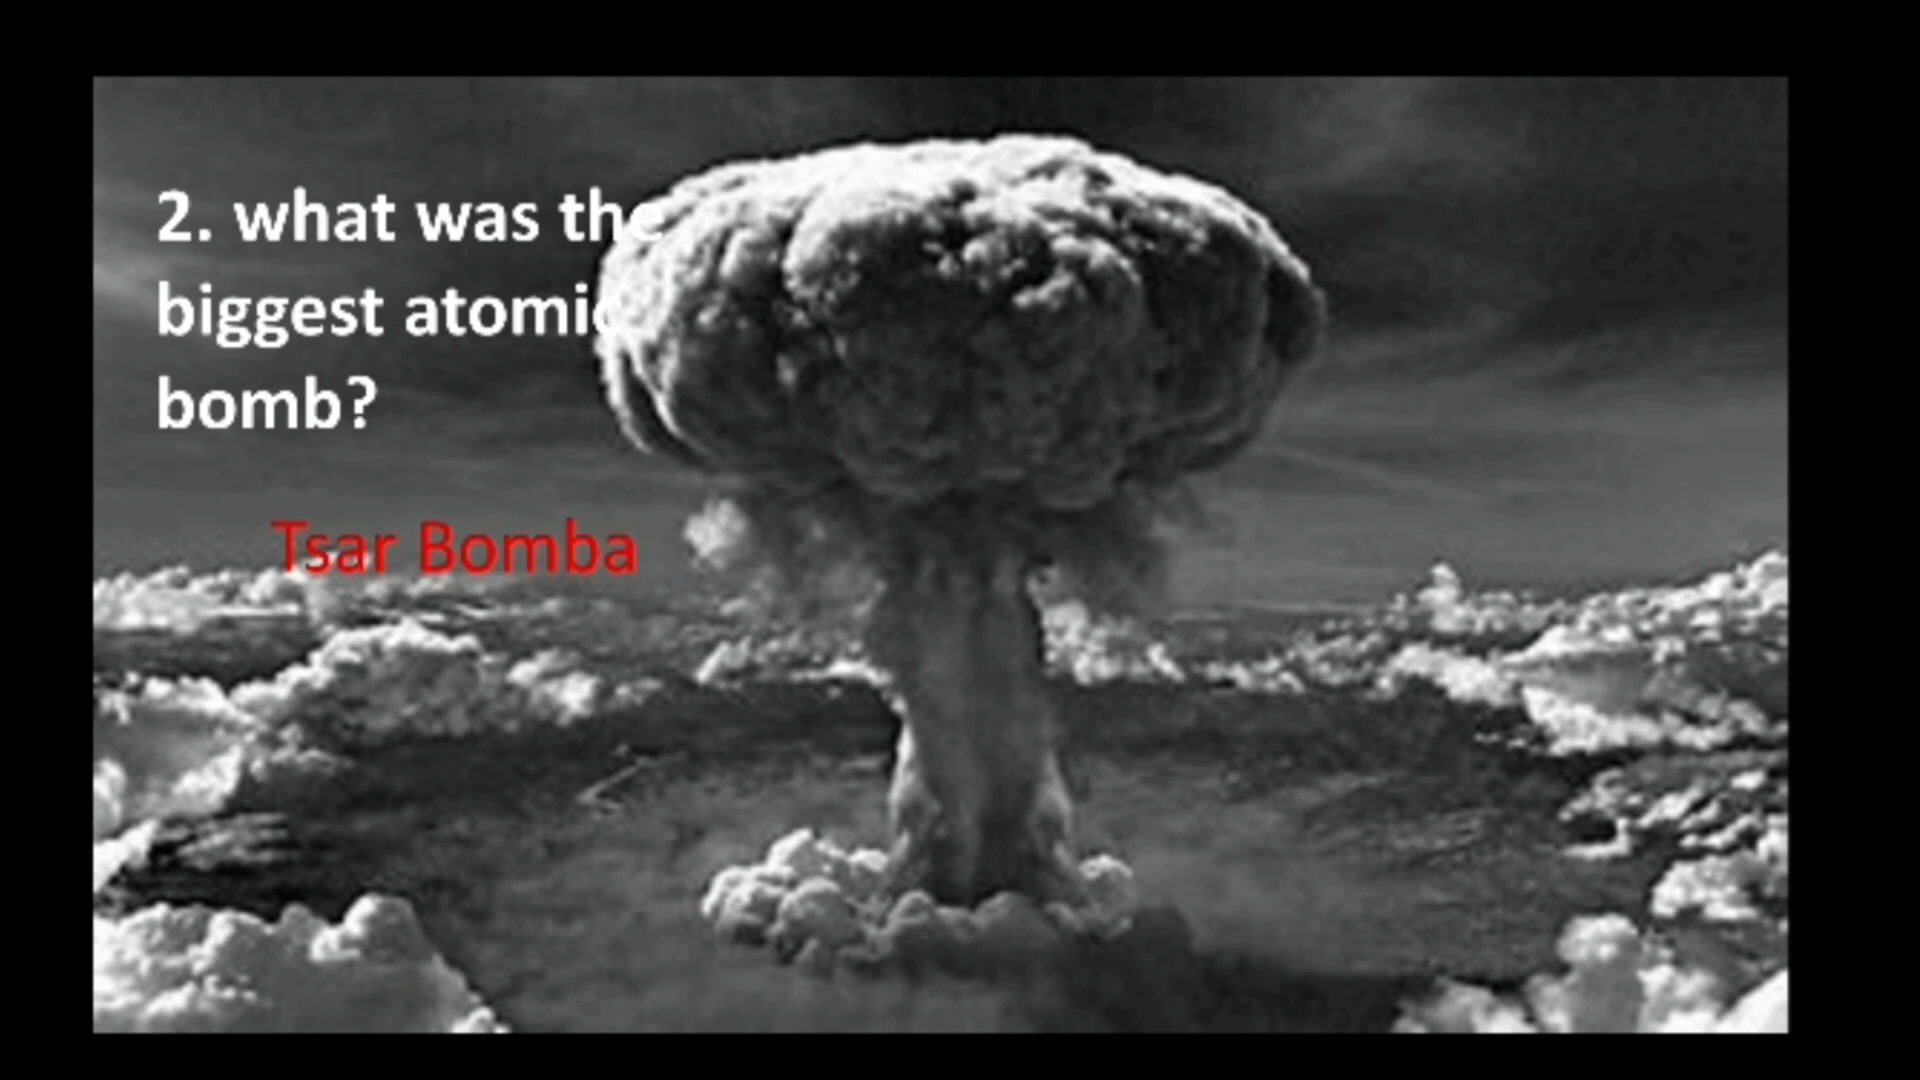 2. what was the
biggest atomic
bomb?
Tsar Bomba